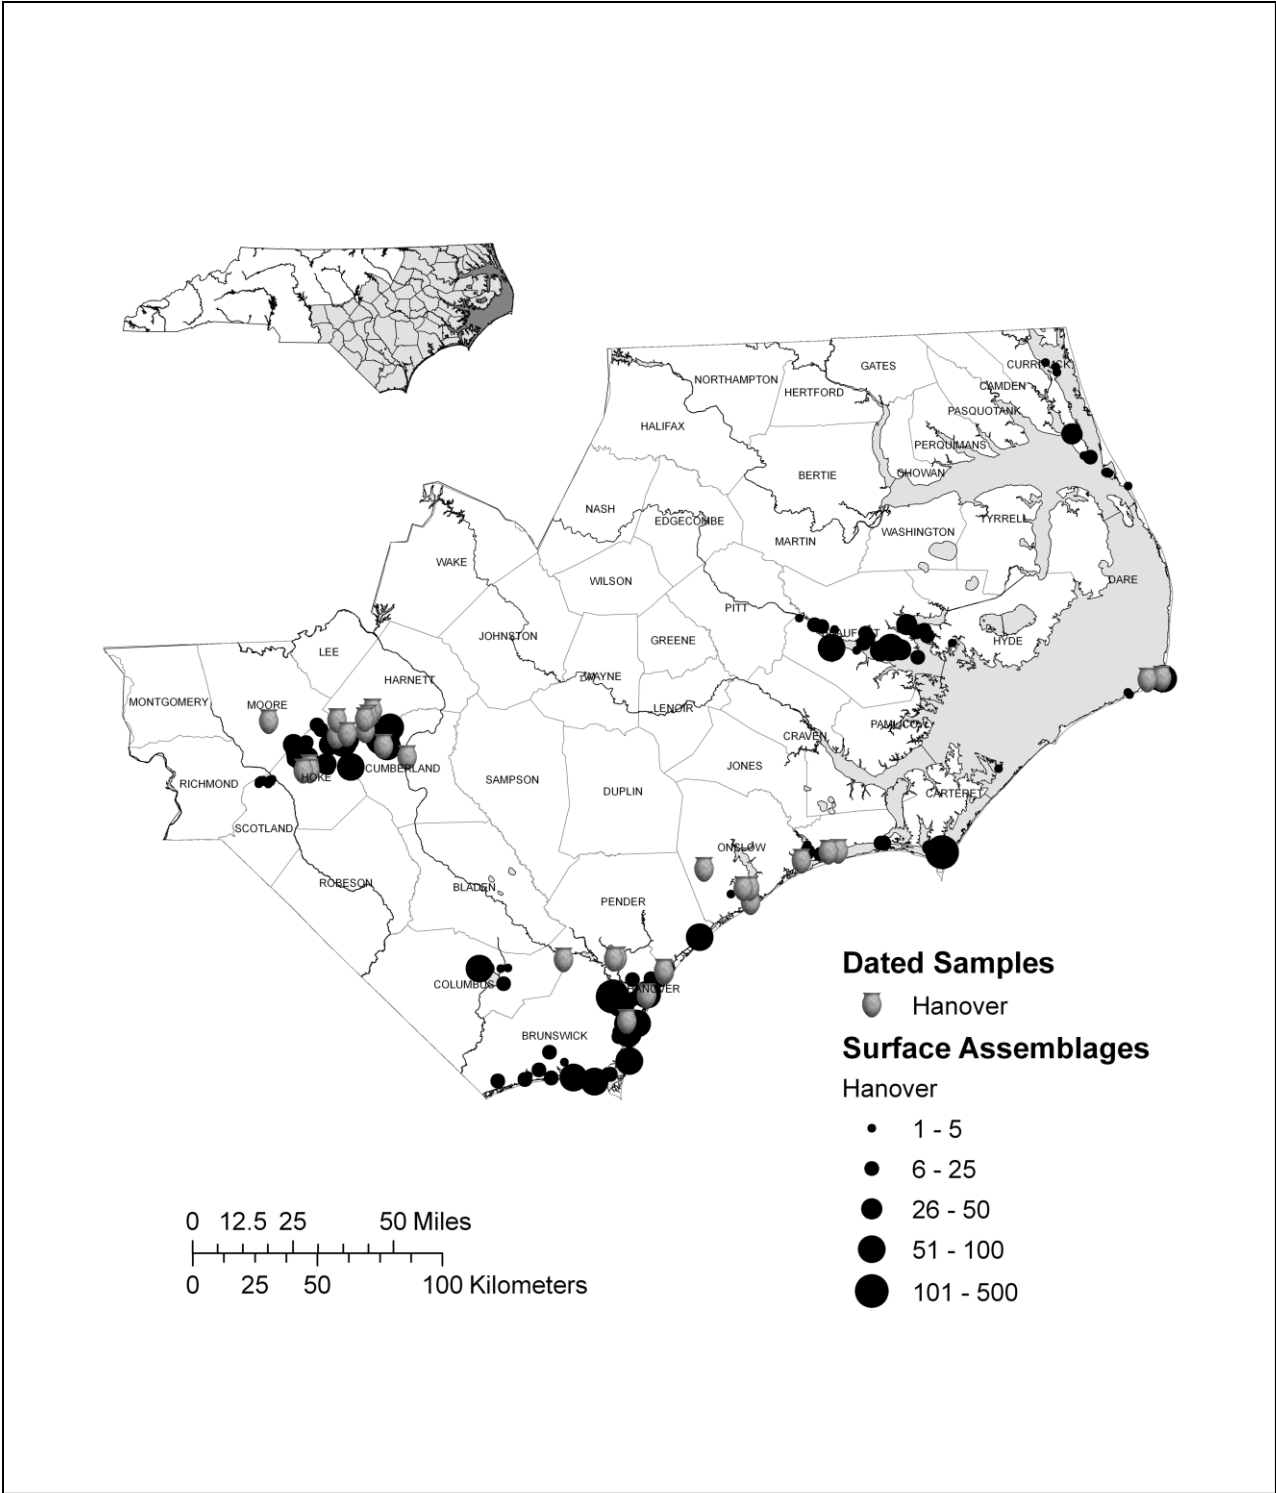 NORTHAMPTON
GATES
HERTFORD
CAMDEN
PASQUOTANK
HALIFAX
PERQUIMANS
BERTIE
CHOWAN
NASH
EDGECOMBE
TYRRELL
WASHINGTON
MARTIN
WAKE
WILSON
DARE
PITT
JOHNSTON
GREENE
HYDE
LEE
WAYNE
HARNETT
MONTGOMERY
MOORE
LENOIR
PAMLICO
CRAVEN
JONES
CUMBERLAND
HOKE
SAMPSON
RICHMOND
DUPLIN
CARTERET
SCOTLAND
ONSLOW
ROBESON
BLADEN
PENDER
COLUMBUS
BRUNSWICK
Dated Samples
Hanover
Surface Assemblages
Hanover
1 - 5
6 - 25
26 - 50
51 - 100
101 - 500
0 12.5 25 50 Miles
0 25 50 100 Kilometers